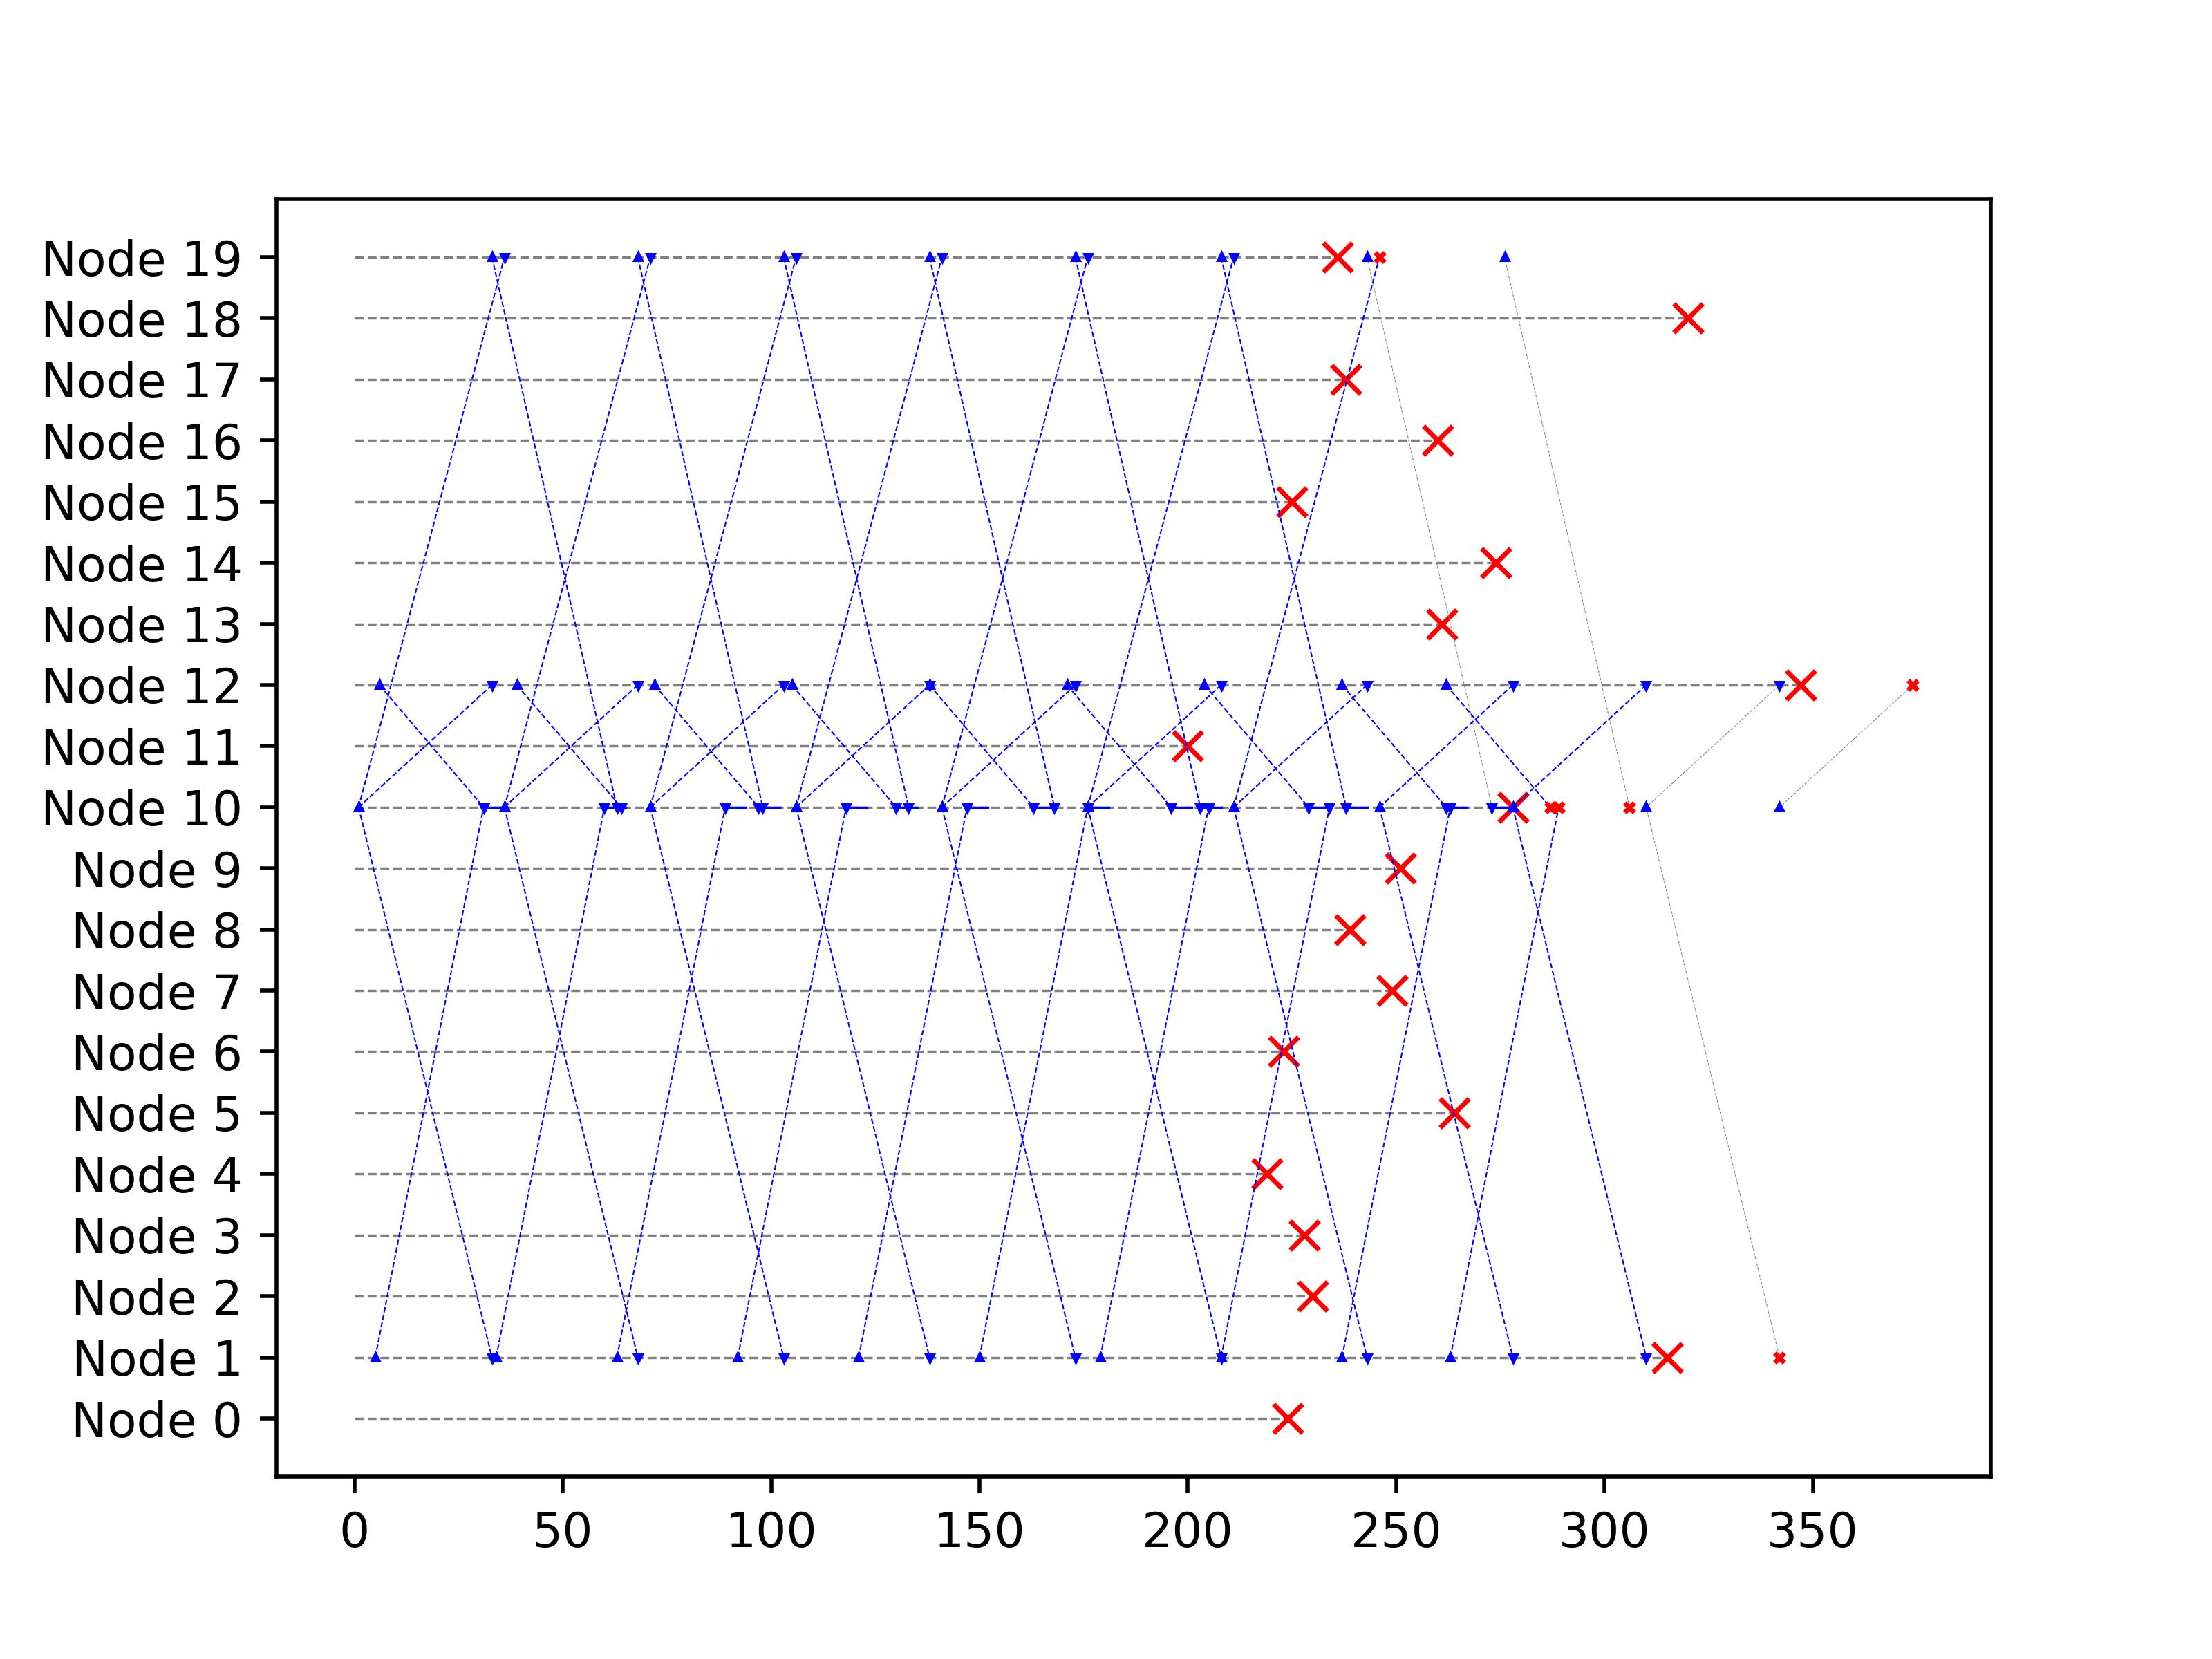 Node 19
Node 18
Node 17
Node 16
Node 15
Node 14
Node 13
Node 12
Node 11
Node 10
Node 9
Node 8
Node 7
Node 6
Node 5
Node 4
Node 3
Node 2
Node 1
Node 0
0 50 100 150 200 250 300 350